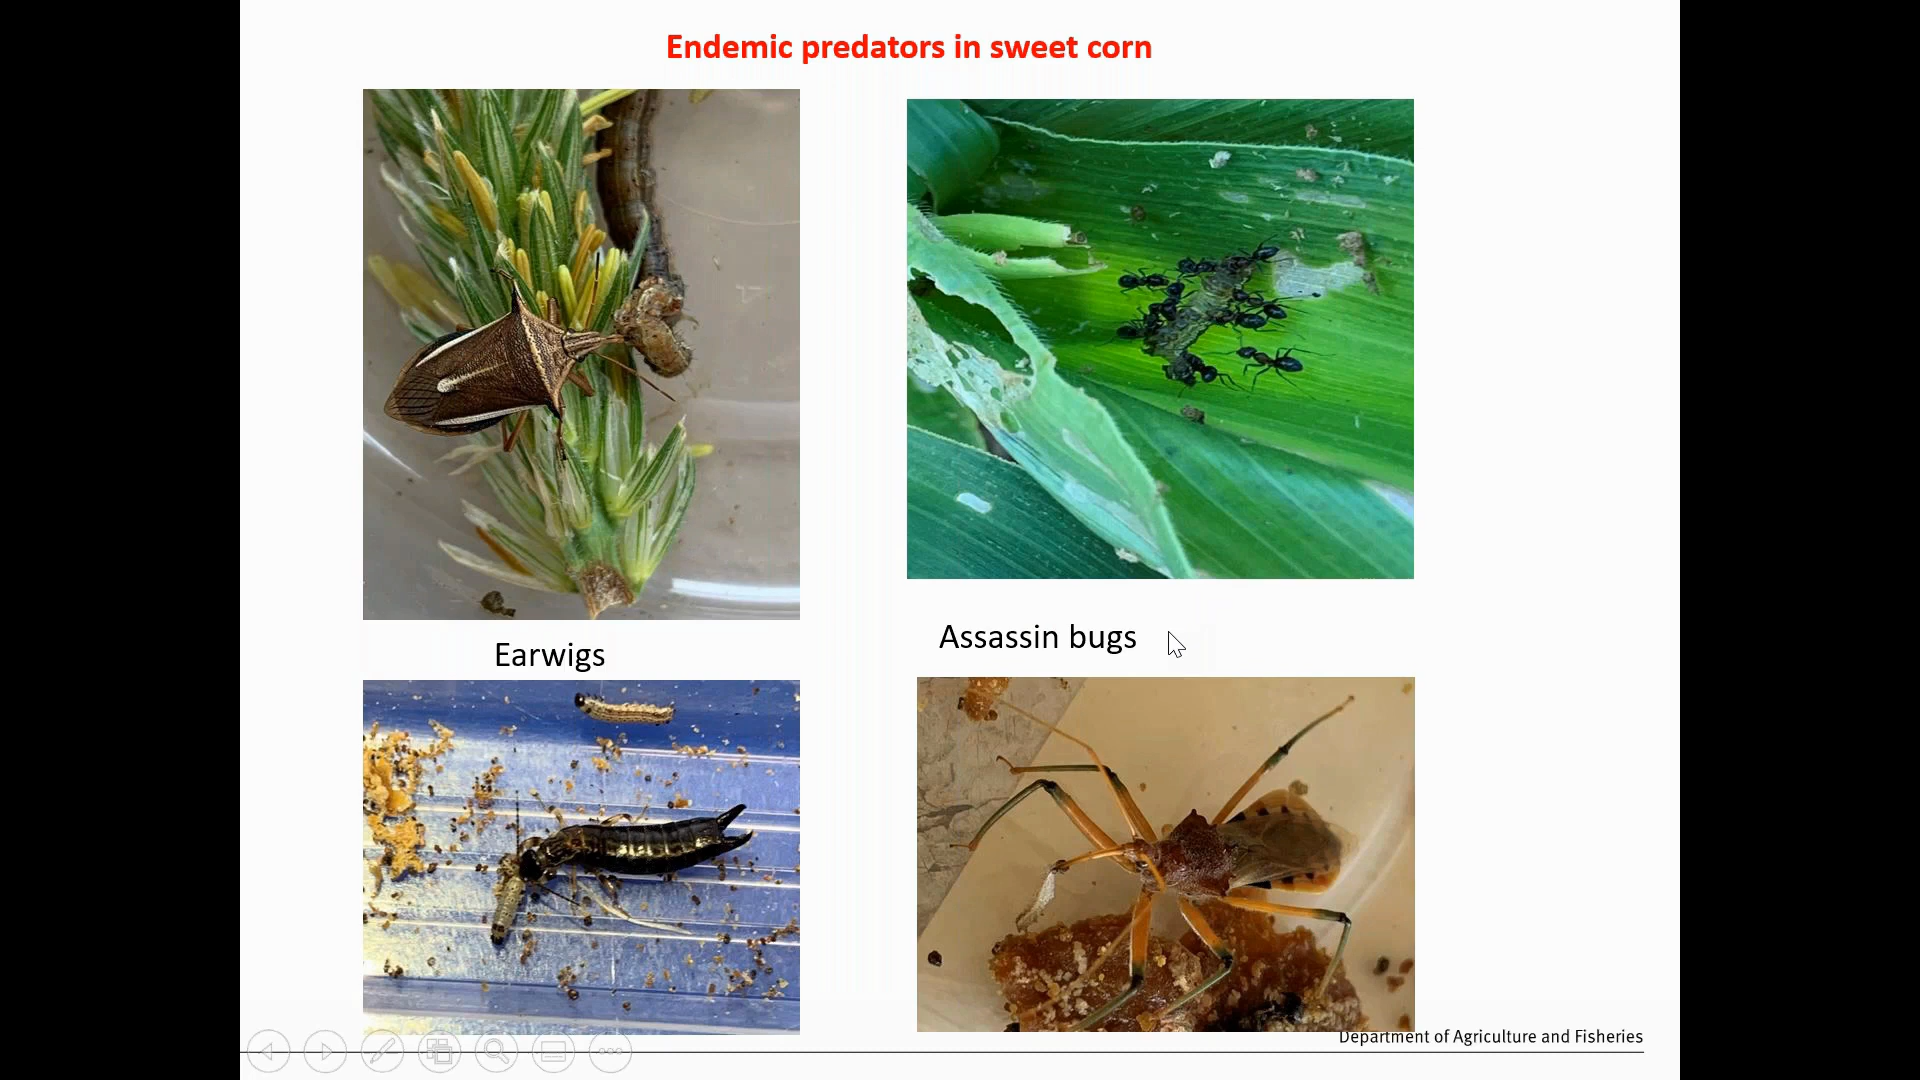 Endemic predators in sweet corn
Earwigs
Assassin bugs
Department of Agriculture and Fisheries